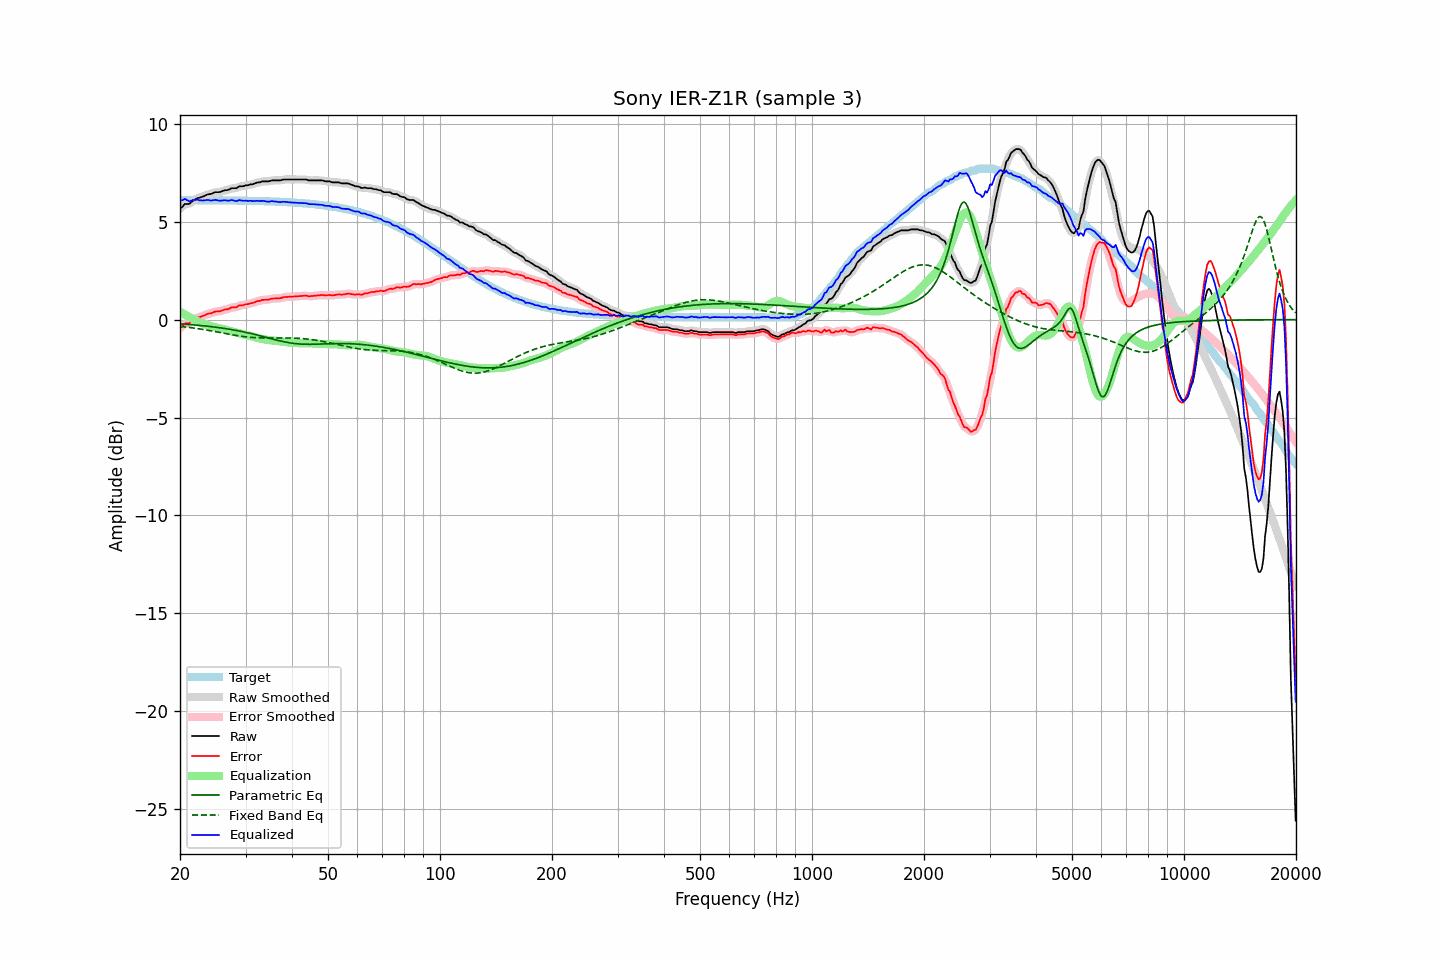 Sony IER-Z1R (sample 3)
10
5
0
−5
−10
−15
−20
−25
Amplitude (dBr)
Target
Raw Smoothed
Error Smoothed
Raw
Error
Equalization
Parametric Eq
Fixed Band Eq
Equalized
20 50 100 200 500 1000 2000 5000 10000 20000
Frequency (Hz)